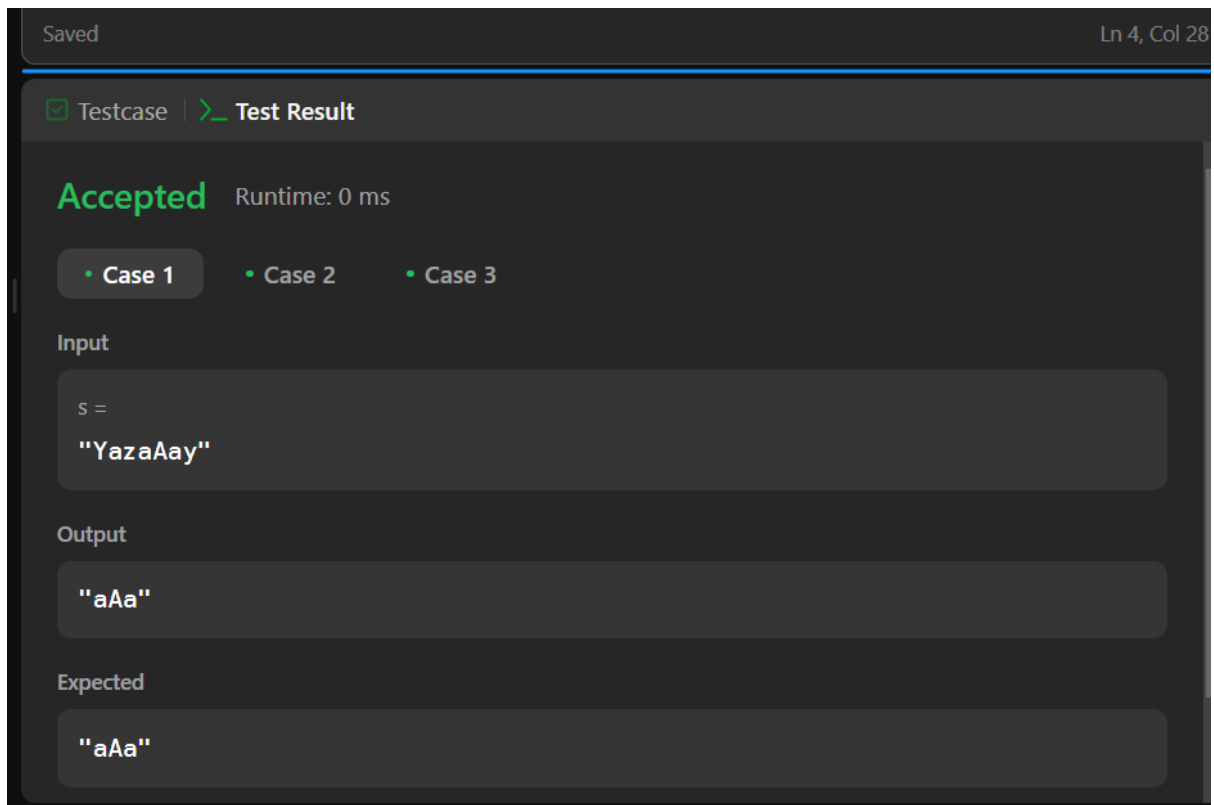 Saved
Ln 4, Col 28
Testcase
Test Result
Accepted Runtime: 0 ms
Case 1 Case 2 Case 3
Input
s =
"YazaAay"
Output
"aAa"
Expected
"aAa"